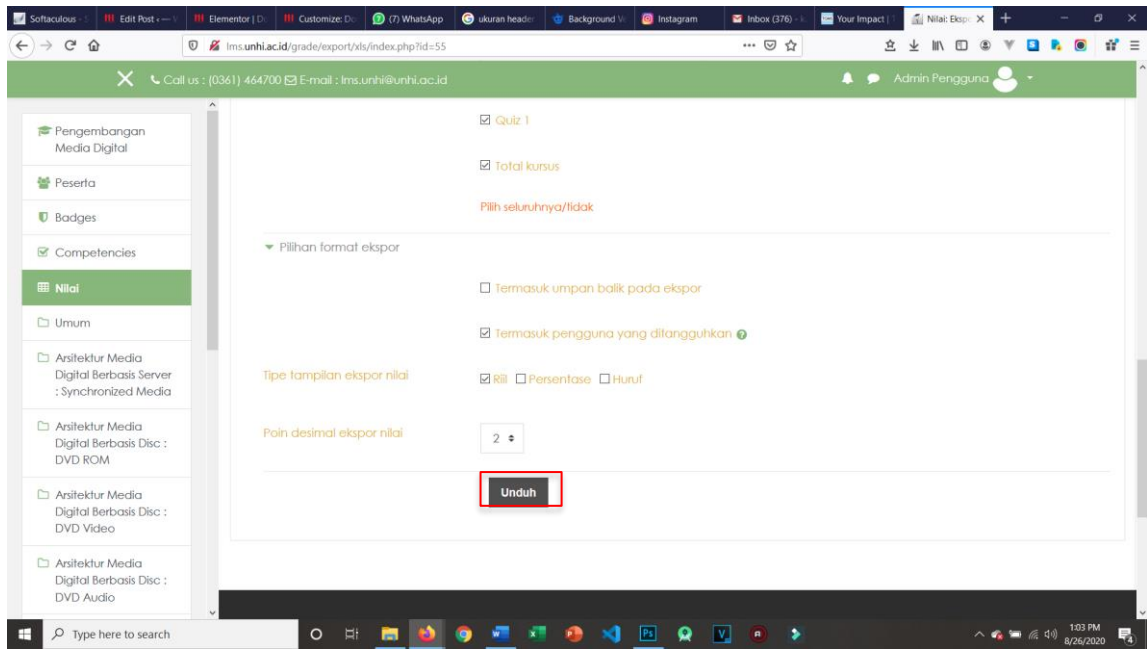 Softaculous -
Edit Post ‹ —
Elementor | D
Customize: Do
(7) WhatsApp
ukuran header
Background V
Instagram
Inbox (376) -
Your Impact |
Nilai: Eksp
lms.unhi.ac.id/grade/export/xls/index.php?id=55
Call us : (0361) 464700 E-mail : lms.unhi@unhi.ac.id
Admin Pengguna
Pengembangan
Media Digital
Peserta
Badges
Competencies
Nilai
Umum
Arsitektur Media
Digital Berbasis Server
: Synchronized Media
Arsitektur Media
Digital Berbasis Disc :
DVD ROM
Arsitektur Media
Digital Berbasis Disc :
DVD Video
Arsitektur Media
Digital Berbasis Disc :
DVD Audio
Quiz 1
Total kursus
Pilih seluruhnya/tidak
Pilihan format ekspor
Termasuk umpan balik pada ekspor
Termasuk pengguna yang ditangguhkan
Tipe tampilan ekspor nilai
Riil Persentase Huruf
Poin desimal ekspor nilai
2
Unduh
Type here to search
1:03 PM
8/26/2020